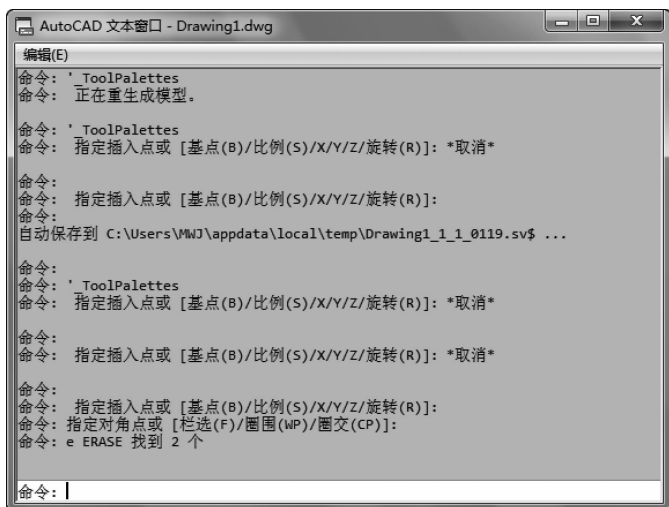 AutoCAD 文本窗口 - Drawing1.dwg
编辑(E)
命令: '_ToolPalettes
命令:  正在重生成模型。
命令: '_ToolPalettes
命令:  指定插入点或 [基点(B)/比例(S)/X/Y/Z/旋转(R)]: *取消*
命令:
命令:  指定插入点或 [基点(B)/比例(S)/X/Y/Z/旋转(R)]:
命令:
自动保存到 C:\Users\MWJ\appdata\local\temp\Drawing1_1_1_0119.sv$ ...
命令:
命令: '_ToolPalettes
命令:  指定插入点或 [基点(B)/比例(S)/X/Y/Z/旋转(R)]: *取消*
命令:
命令:  指定插入点或 [基点(B)/比例(S)/X/Y/Z/旋转(R)]: *取消*
命令:
命令:  指定插入点或 [基点(B)/比例(S)/X/Y/Z/旋转(R)]:
命令: 指定对角点或 [栏选(F)/圈围(WP)/圈交(CP)]:
命令: e ERASE 找到 2 个
命令: